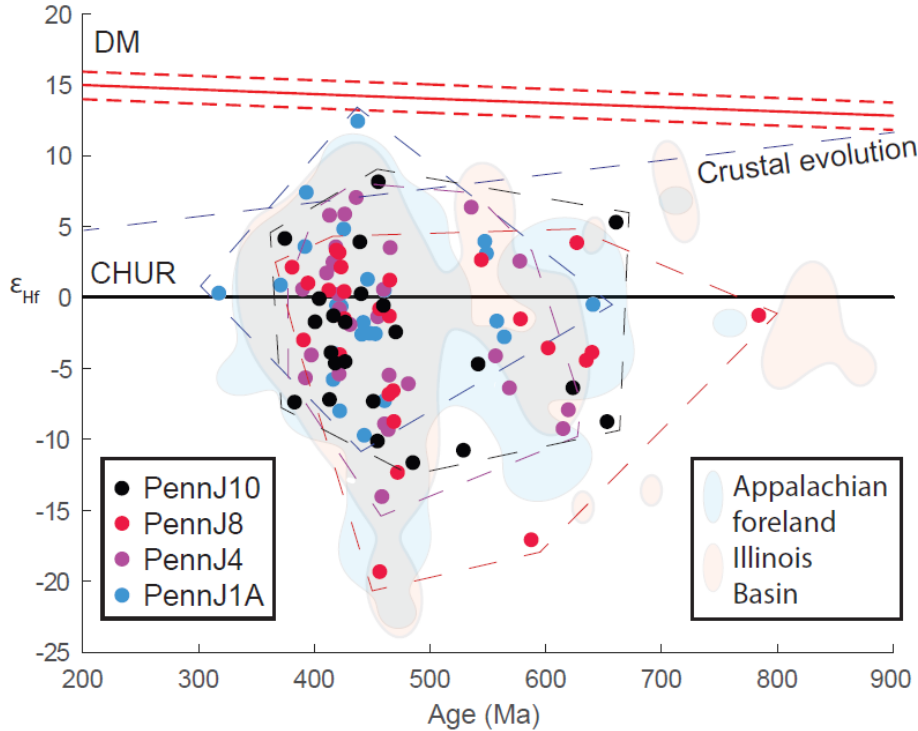 20
15
10
5
0
-5
-10
-15
-20
-25
εHf
DM
Crustal evolution
CHUR
PennJ10
PennJ8
PennJ4
PennJ1A
Appalachian
foreland
Illinois
Basin
200
300
400
500
600
700
800
900
Age (Ma)